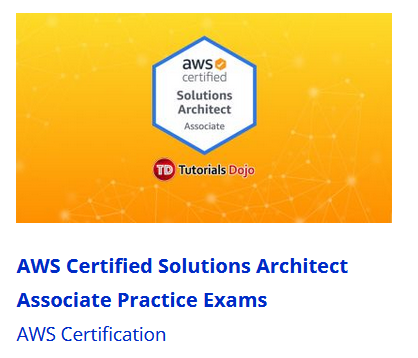 aws
certified
Solutions
Architect
Associate
TD Tutorials Dojo
AWS Certified Solutions Architect
Associate Practice Exams
AWS Certification